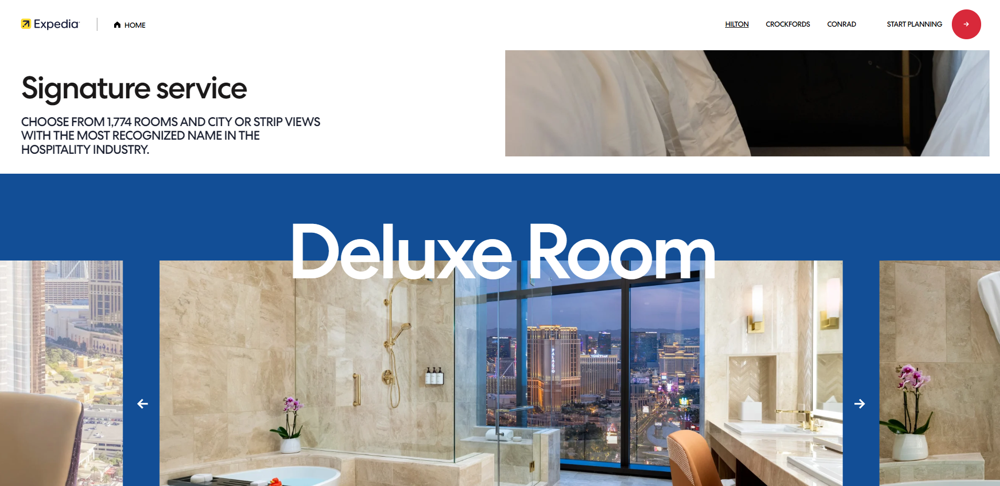 Expedia
HOME
HILTON
CROCKFORDS
CONRAD
START PLANNING
Signature service
CHOOSE FROM 1,774 ROOMS AND CITY OR STRIP VIEWS
WITH THE MOST RECOGNIZED NAME IN THE
HOSPITALITY INDUSTRY.
Deluxe Room
PALAZZO
VENETIAN